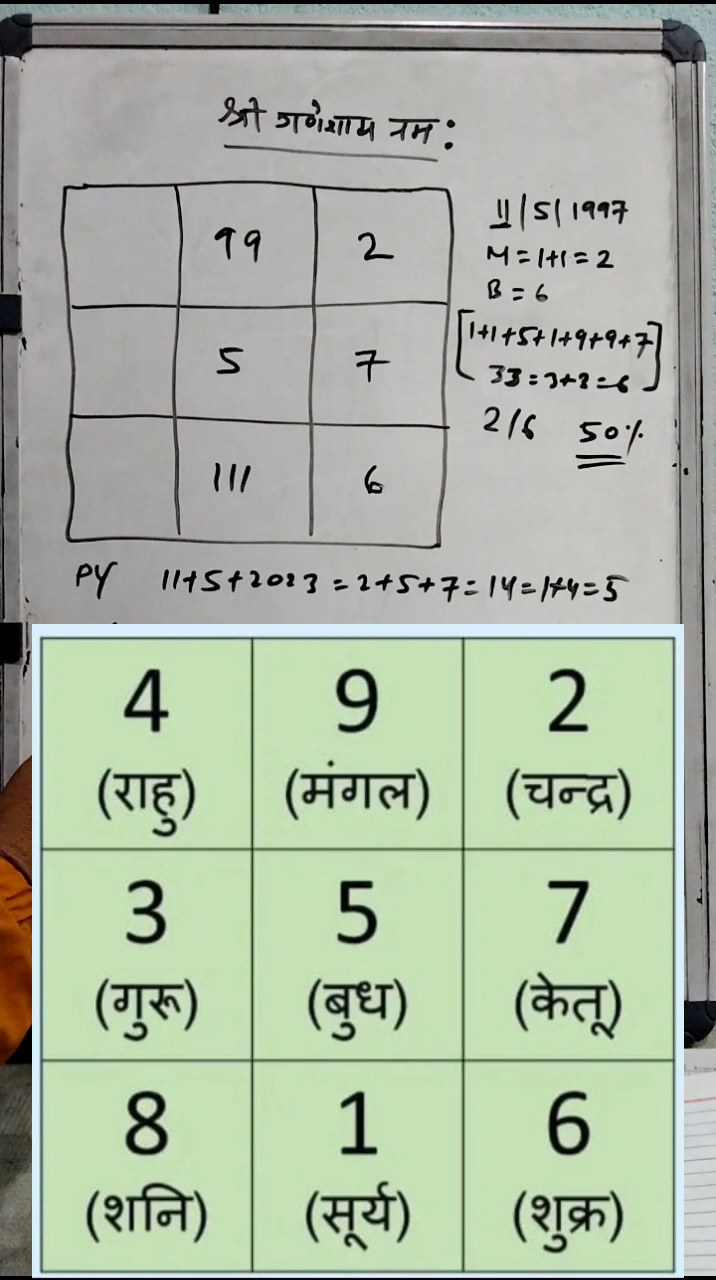 श्री गणेशाय नमः
99 2
11/5/1997
M = 1+1 = 2
B = 6
5 7
[1+1+5+1+9+9+7]
33 = 3+3 = 6
2/6 50%
111 6
PY 11+5+2023 = 2+5+7 = 14 = 1+4 = 5
4 9 2
(राहु) (मंगल) (चन्द्र)
3 5 7
(गुरू) (बुध) (केतू)
8 1 6
(शनि) (सूर्य) (शुक्र)